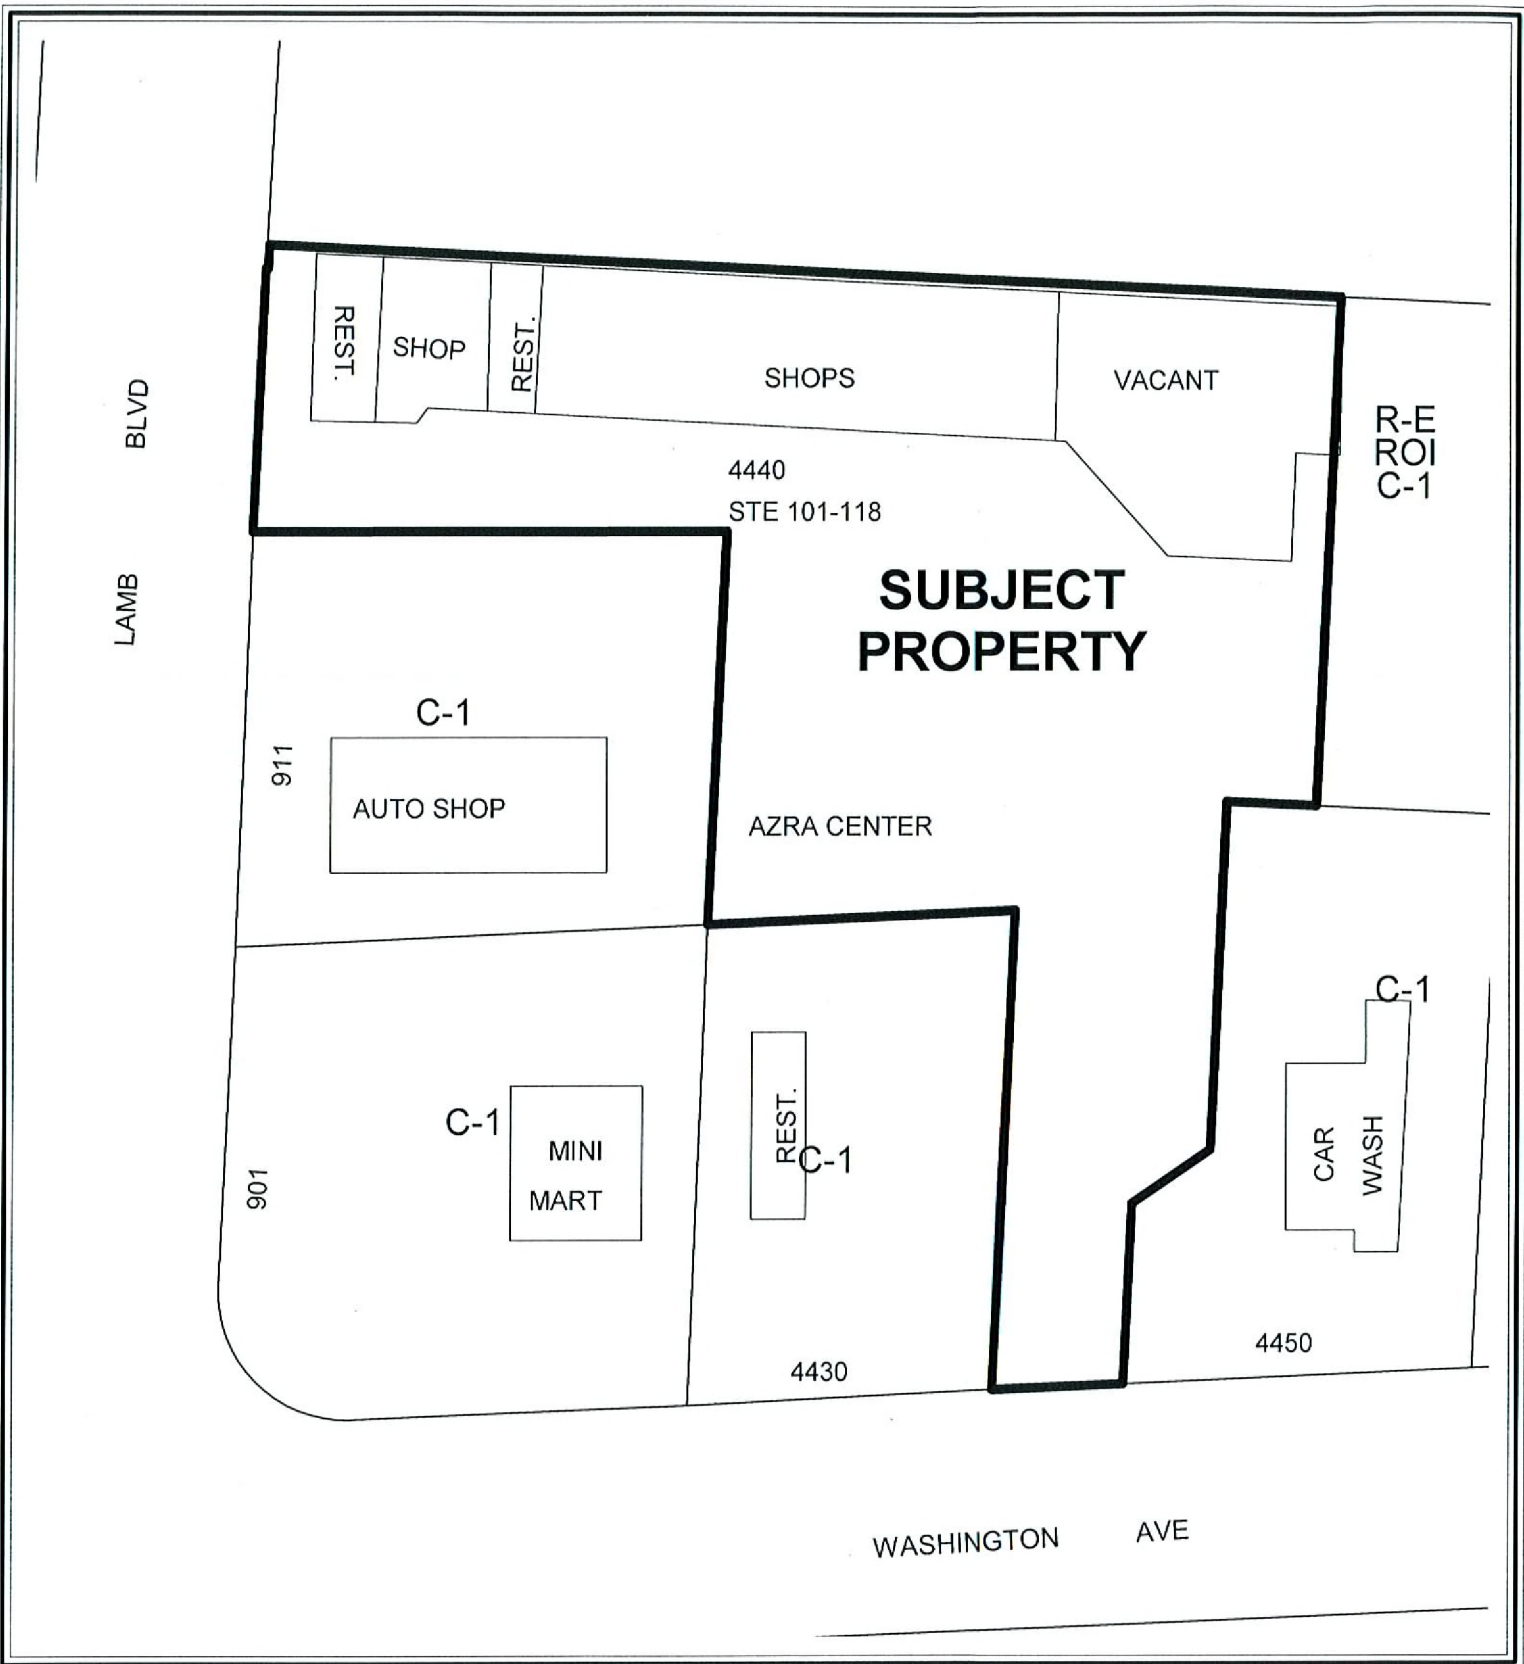 REST.
SHOP
REST.
SHOPS
VACANT
R-E
ROI
C-1
4440
STE 101-118
SUBJECT
PROPERTY
LAMB BLVD
C-1
911
AUTO SHOP
AZRA CENTER
C-1
C-1
MINI
MART
901
REST.
C-1
CAR
WASH
4430
4450
WASHINGTON AVE